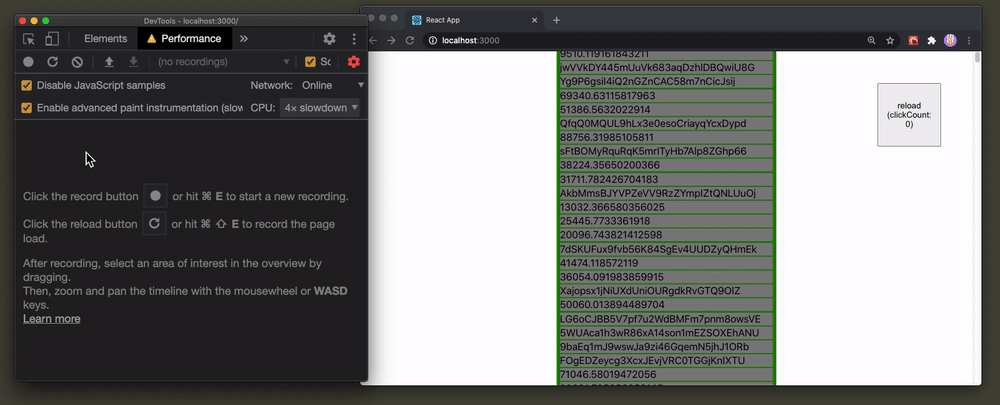 DevTools - localhost:3000/
Elements
Performance
»
(no recordings)
Sc
Disable JavaScript samples
Network: Online
Enable advanced paint instrumentation (slow
CPU: 4× slowdown
Click the record button or hit ⌘ E to start a new recording.
Click the reload button or hit ⌘ ⇧ E to record the page
load.
After recording, select an area of interest in the overview by
dragging.
Then, zoom and pan the timeline with the mousewheel or WASD
keys.
Learn more
React App
localhost:3000
9510.119161843211
jwVVkDY445mUuVk683aqDzhIDBQwiU8G
Yg9P6gsil4iQ2nGZnCAC58m7nCicJsij
69340.63115817963
51386.5632022914
QfqQ0MQUL9hLx3e0esoCriayqYcxDypd
88756.31985105811
sFtBOMyRquRqK5mrITyHb7Alp8ZGhp66
38224.35650200366
31711.782426704183
AkbMmsBJYVPZeVV9RzZYmpIZtQNLUuOj
13032.366580356025
25445.7733361918
20096.743821412598
7dSKUFux9fvb56K84SgEv4UUDZyQHmEk
41474.118572119
36054.091983859915
Xajopsx1jNiUXdUniOURgdkRvGTQ9OIZ
50060.013894489704
LG6oCJBB5V7pf7u2WdBMFm7pnm8owsVE
5WUAca1h3wR86xA14son1mEZSOXEhANU
9baEq1mJ9wswJa9zi46GqemN5jhJ1ORb
FOgEDZeycg3XcxJEvjVRC0TGGjKnIXTU
71046.58019472056
reload
(clickCount:
0)